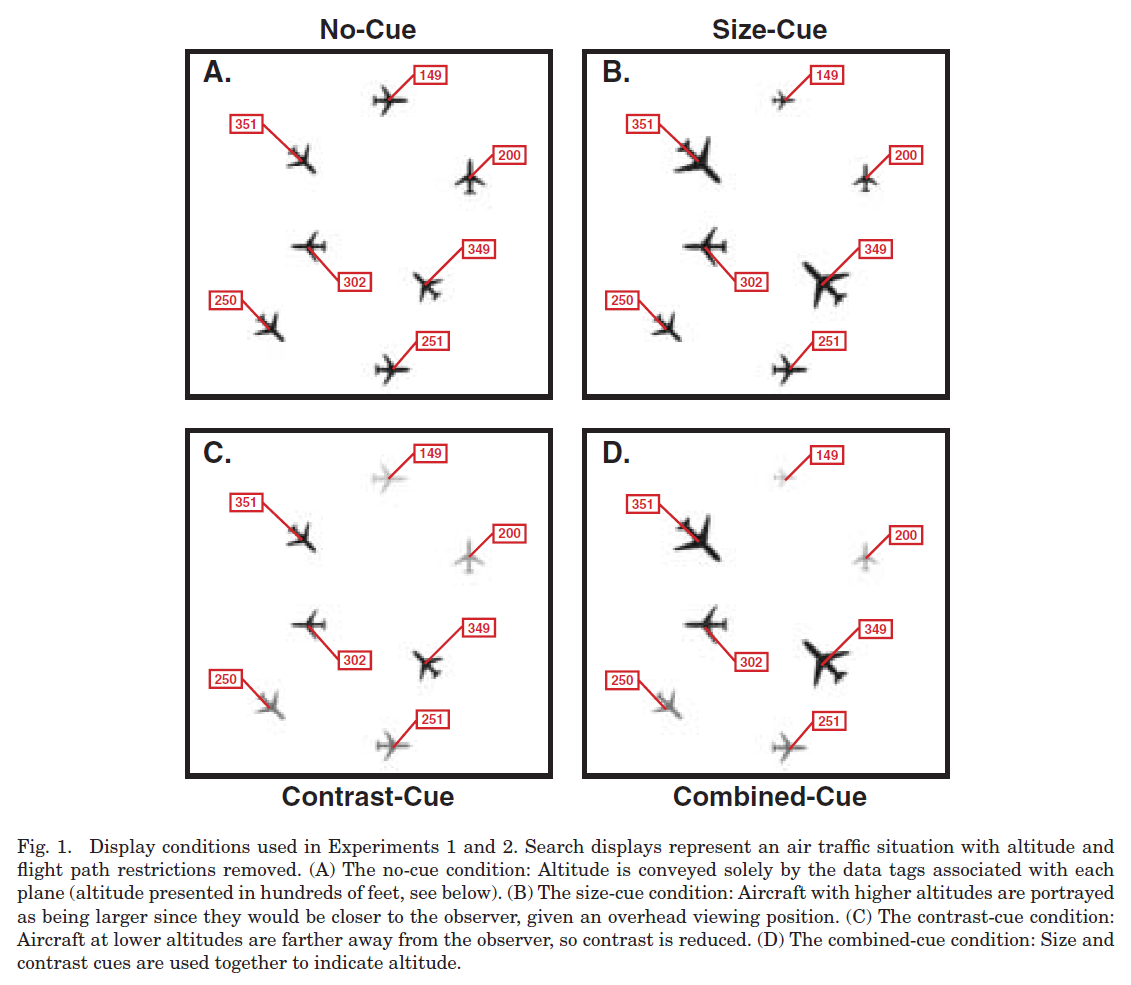 No-Cue
Size-Cue
A.
149
351
200
349
302
250
251
B.
149
351
200
349
302
250
251
C.
149
351
200
349
302
250
251
D.
149
351
200
349
302
250
251
Contrast-Cue
Combined-Cue
Fig. 1. Display conditions used in Experiments 1 and 2. Search displays represent an air traffic situation with altitude and
flight path restrictions removed. (A) The no-cue condition: Altitude is conveyed solely by the data tags associated with each
plane (altitude presented in hundreds of feet, see below). (B) The size-cue condition: Aircraft with higher altitudes are portrayed
as being larger since they would be closer to the observer, given an overhead viewing position. (C) The contrast-cue condition:
Aircraft at lower altitudes are farther away from the observer, so contrast is reduced. (D) The combined-cue condition: Size and
contrast cues are used together to indicate altitude.